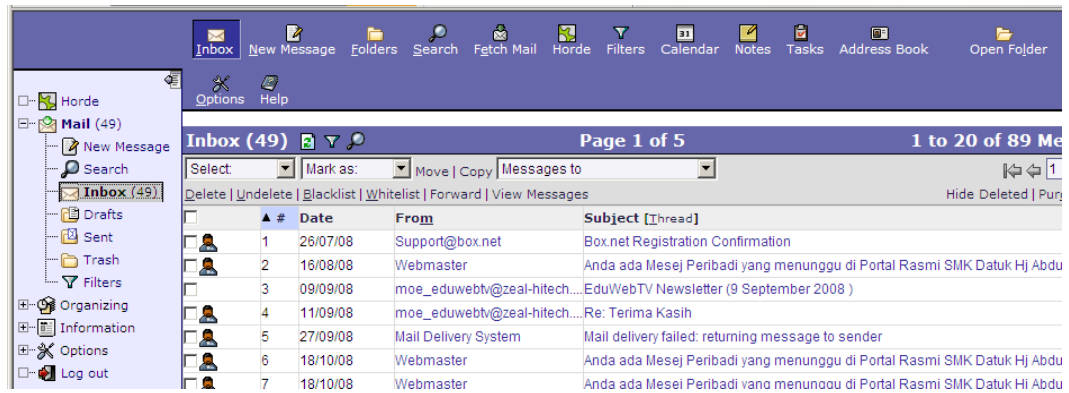 Inbox New Message Folders Search Fetch Mail Horde Filters Calendar Notes Tasks Address Book Open Folder
Options Help
Horde
Mail (49)
New Message
Search
Inbox (49)
Drafts
Sent
Trash
Filters
Organizing
Information
Options
Log out
Inbox (49) Page 1 of 5 1 to 20 of 89 Me
Select: Mark as: Move | Copy Messages to 1
Delete | Undelete | Blacklist | Whitelist | Forward | View Messages Hide Deleted | Pur
# Date From Subject [Thread]
1 26/07/08 Support@box.net Box.net Registration Confirmation
2 16/08/08 Webmaster Anda ada Mesej Peribadi yang menunggu di Portal Rasmi SMK Datuk Hj Abdu
3 09/09/08 moe_eduwebtv@zeal-hitech.... EduWebTV Newsletter (9 September 2008 )
4 11/09/08 moe_eduwebtv@zeal-hitech.... Re: Terima Kasih
5 27/09/08 Mail Delivery System Mail delivery failed: returning message to sender
6 18/10/08 Webmaster Anda ada Mesej Peribadi yang menunggu di Portal Rasmi SMK Datuk Hj Abdu
7 18/10/08 Webmaster Anda ada Mesej Peribadi yang menunggu di Portal Rasmi SMK Datuk Hj Abdu